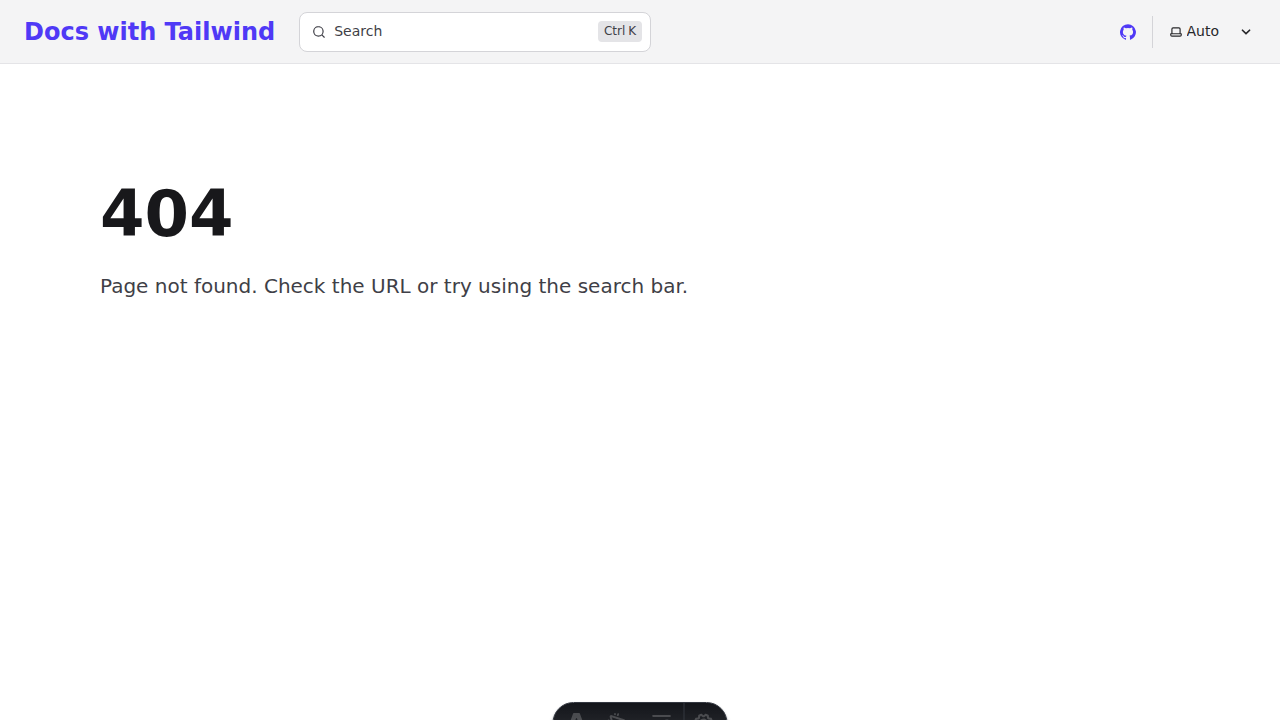 Docs with Tailwind
Search
Ctrl K
Auto
404
Page not found. Check the URL or try using the search bar.